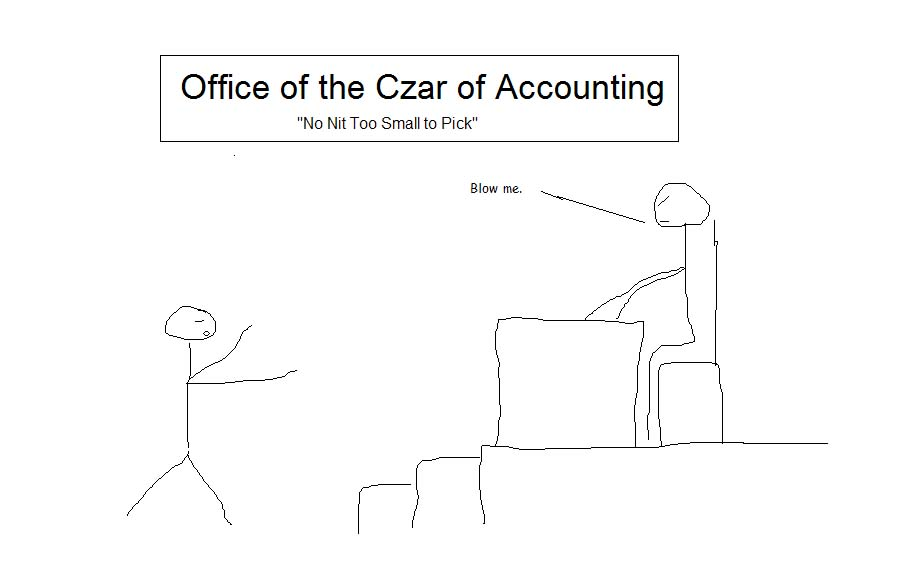 Office of the Czar of Accounting
"No Nit Too Small to Pick"
Blow me.